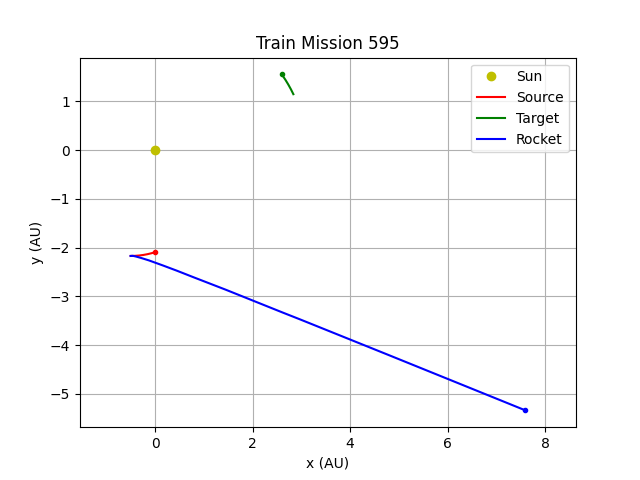 Train Mission 595
Sun
Source
Target
Rocket
1
0
−1
−2
−3
−4
−5
y (AU)
0
2
4
6
8
x (AU)